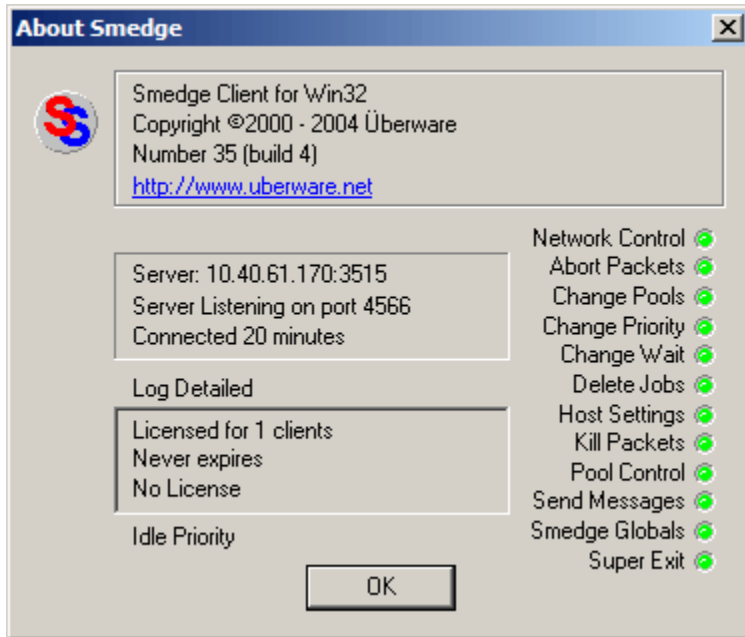 About Smedge
Smedge Client for Win32
Copyright ©2000 - 2004 Überware
Number 35 (build 4)
http://www.uberware.net
Server: 10.40.61.170:3515
Server Listening on port 4566
Connected 20 minutes
Log Detailed
Licensed for 1 clients
Never expires
No License
Idle Priority
Network Control
Abort Packets
Change Pools
Change Priority
Change Wait
Delete Jobs
Host Settings
Kill Packets
Pool Control
Send Messages
Smedge Globals
Super Exit
OK